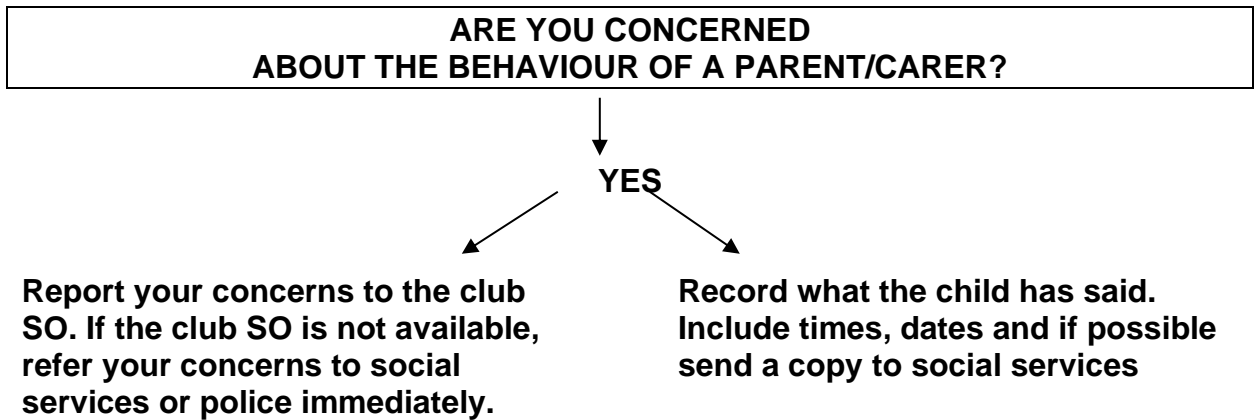 ARE YOU CONCERNED
ABOUT THE BEHAVIOUR OF A PARENT/CARER?
YES
Report your concerns to the club
SO. If the club SO is not available,
refer your concerns to social
services or police immediately.
Record what the child has said.
Include times, dates and if possible
send a copy to social services